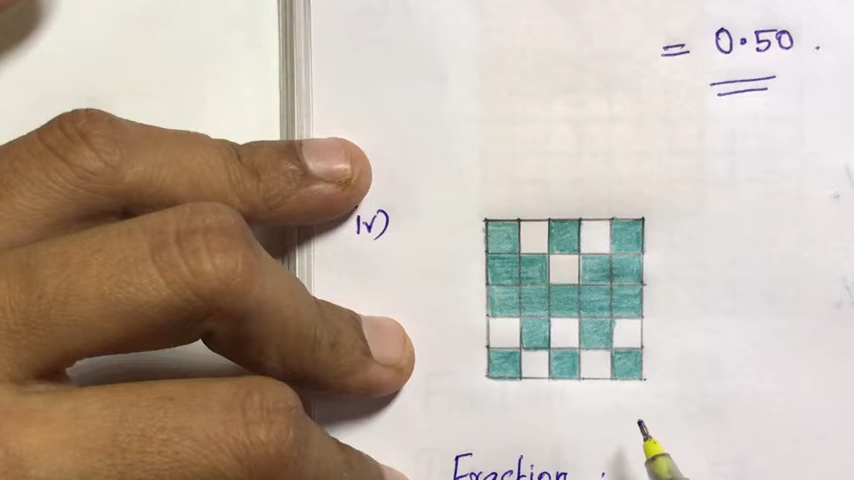 = 0.50 .
iv)
Fraction :